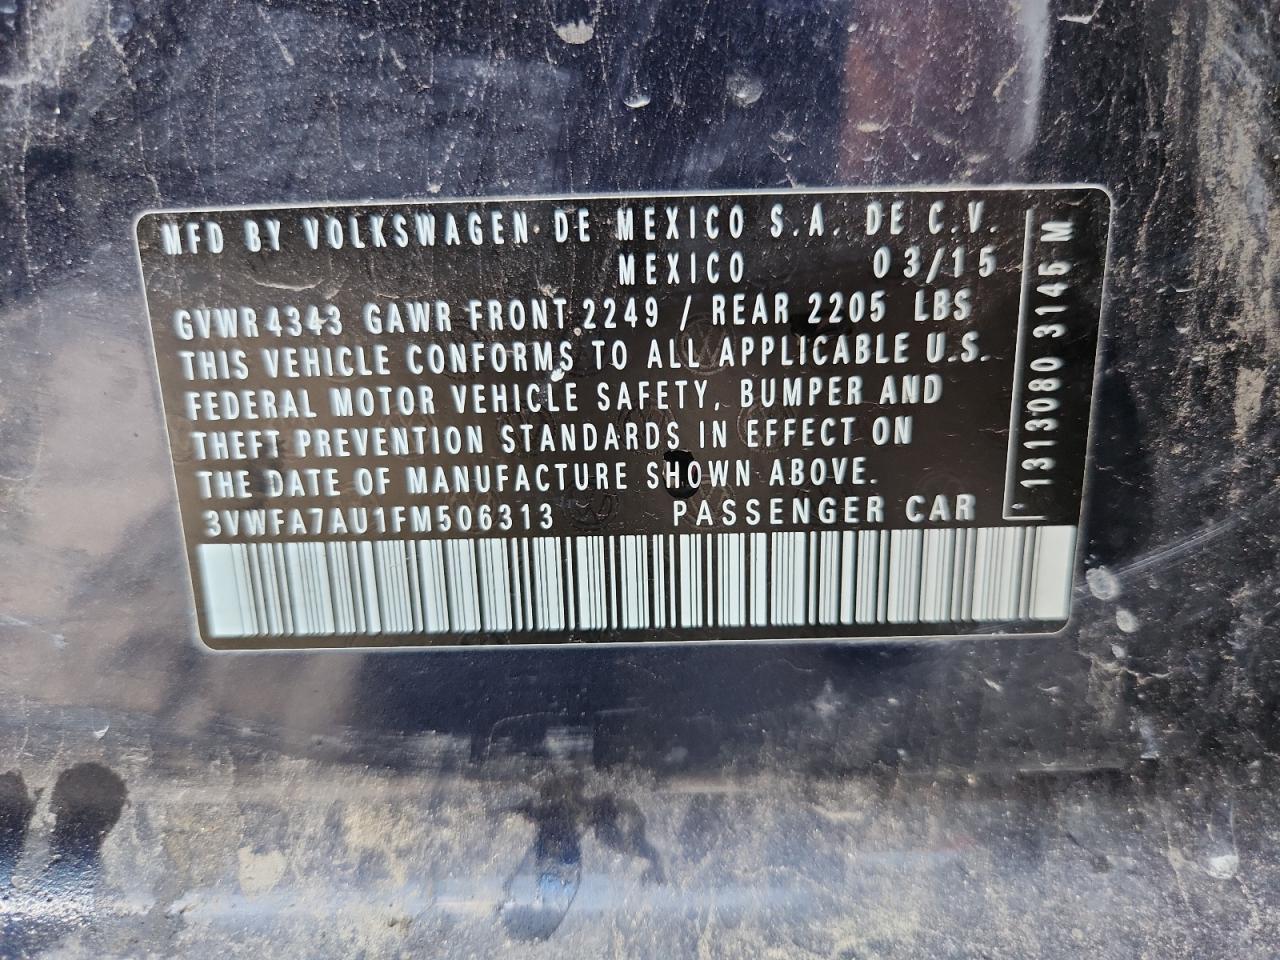 MFD BY VOLKSWAGEN DE MEXICO S.A. DE C.V.
MEXICO 03/15
GVWR 4343 GAWR FRONT 2249 / REAR 2205 LBS
THIS VEHICLE CONFORMS TO ALL APPLICABLE U.S.
FEDERAL MOTOR VEHICLE SAFETY, BUMPER AND
THEFT PREVENTION STANDARDS IN EFFECT ON
THE DATE OF MANUFACTURE SHOWN ABOVE.
3VWFA7AU1FM506313 PASSENGER CAR
1313080 3145 M